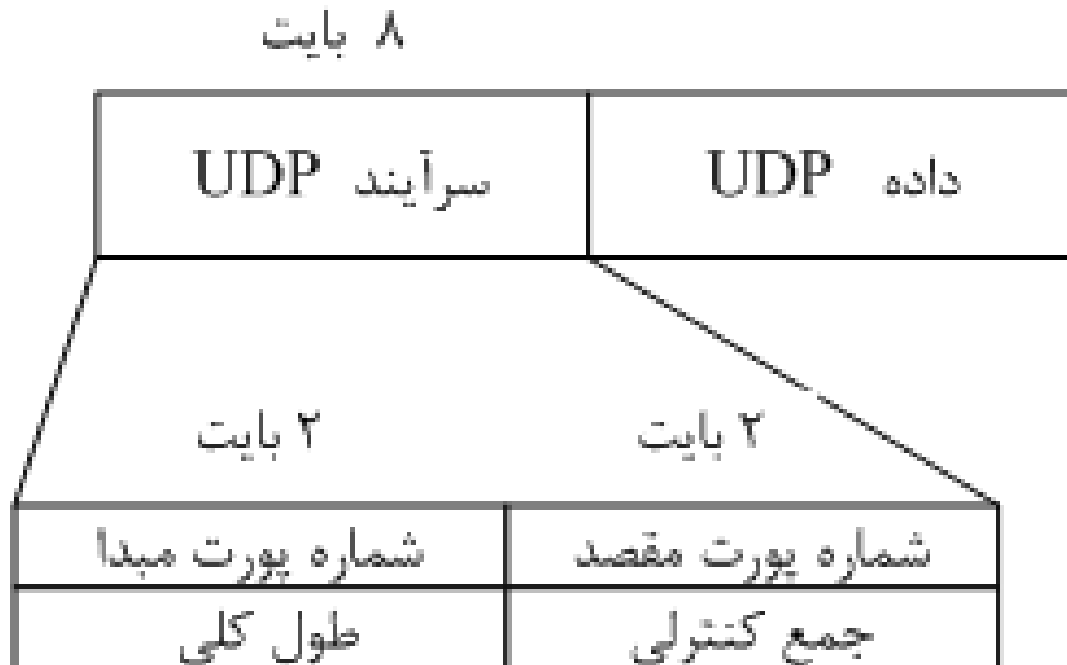 ۸ بایت
سرآیند UDP داده UDP
۲ بایت ۲ بایت
شماره پورت مبدا شماره پورت مقصد
طول کلی جمع کنترلی